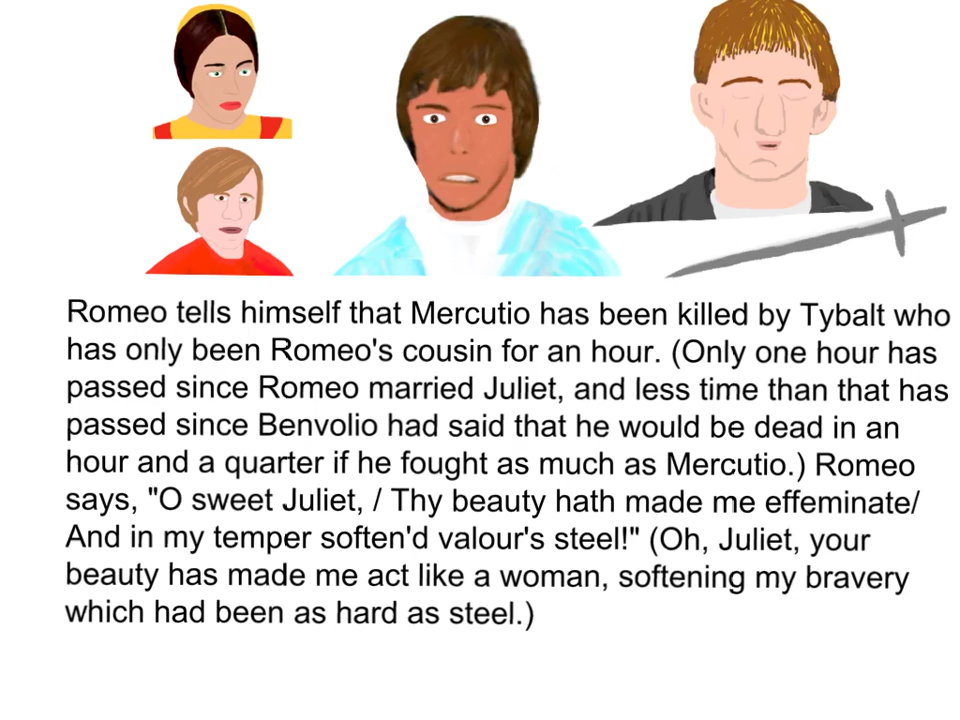 Romeo tells himself that Mercutio has been killed by Tybalt who
has only been Romeo's cousin for an hour. (Only one hour has
passed since Romeo married Juliet, and less time than that has
passed since Benvolio had said that he would be dead in an
hour and a quarter if he fought as much as Mercutio.) Romeo
says, "O sweet Juliet, / Thy beauty hath made me effeminate/
And in my temper soften'd valour's steel!" (Oh, Juliet, your
beauty has made me act like a woman, softening my bravery
which had been as hard as steel.)